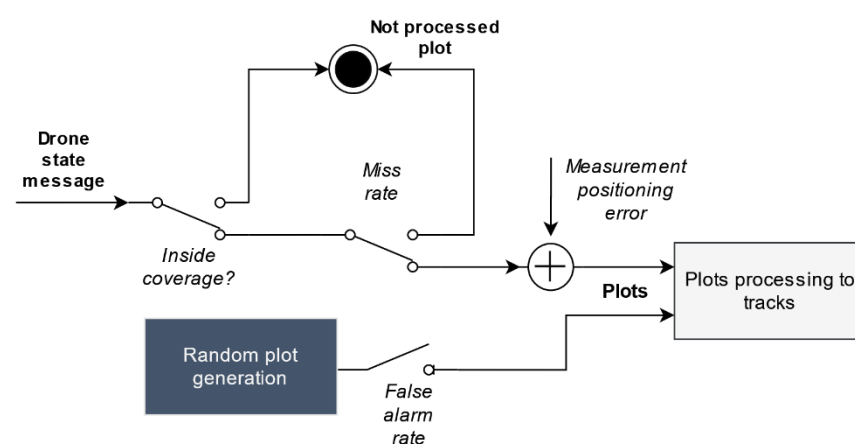 Not processed
plot
Drone
state
message
Miss
rate
Measurement
positioning
error
Inside
coverage?
Plots
Plots processing to
tracks
Random plot
generation
False
alarm
rate